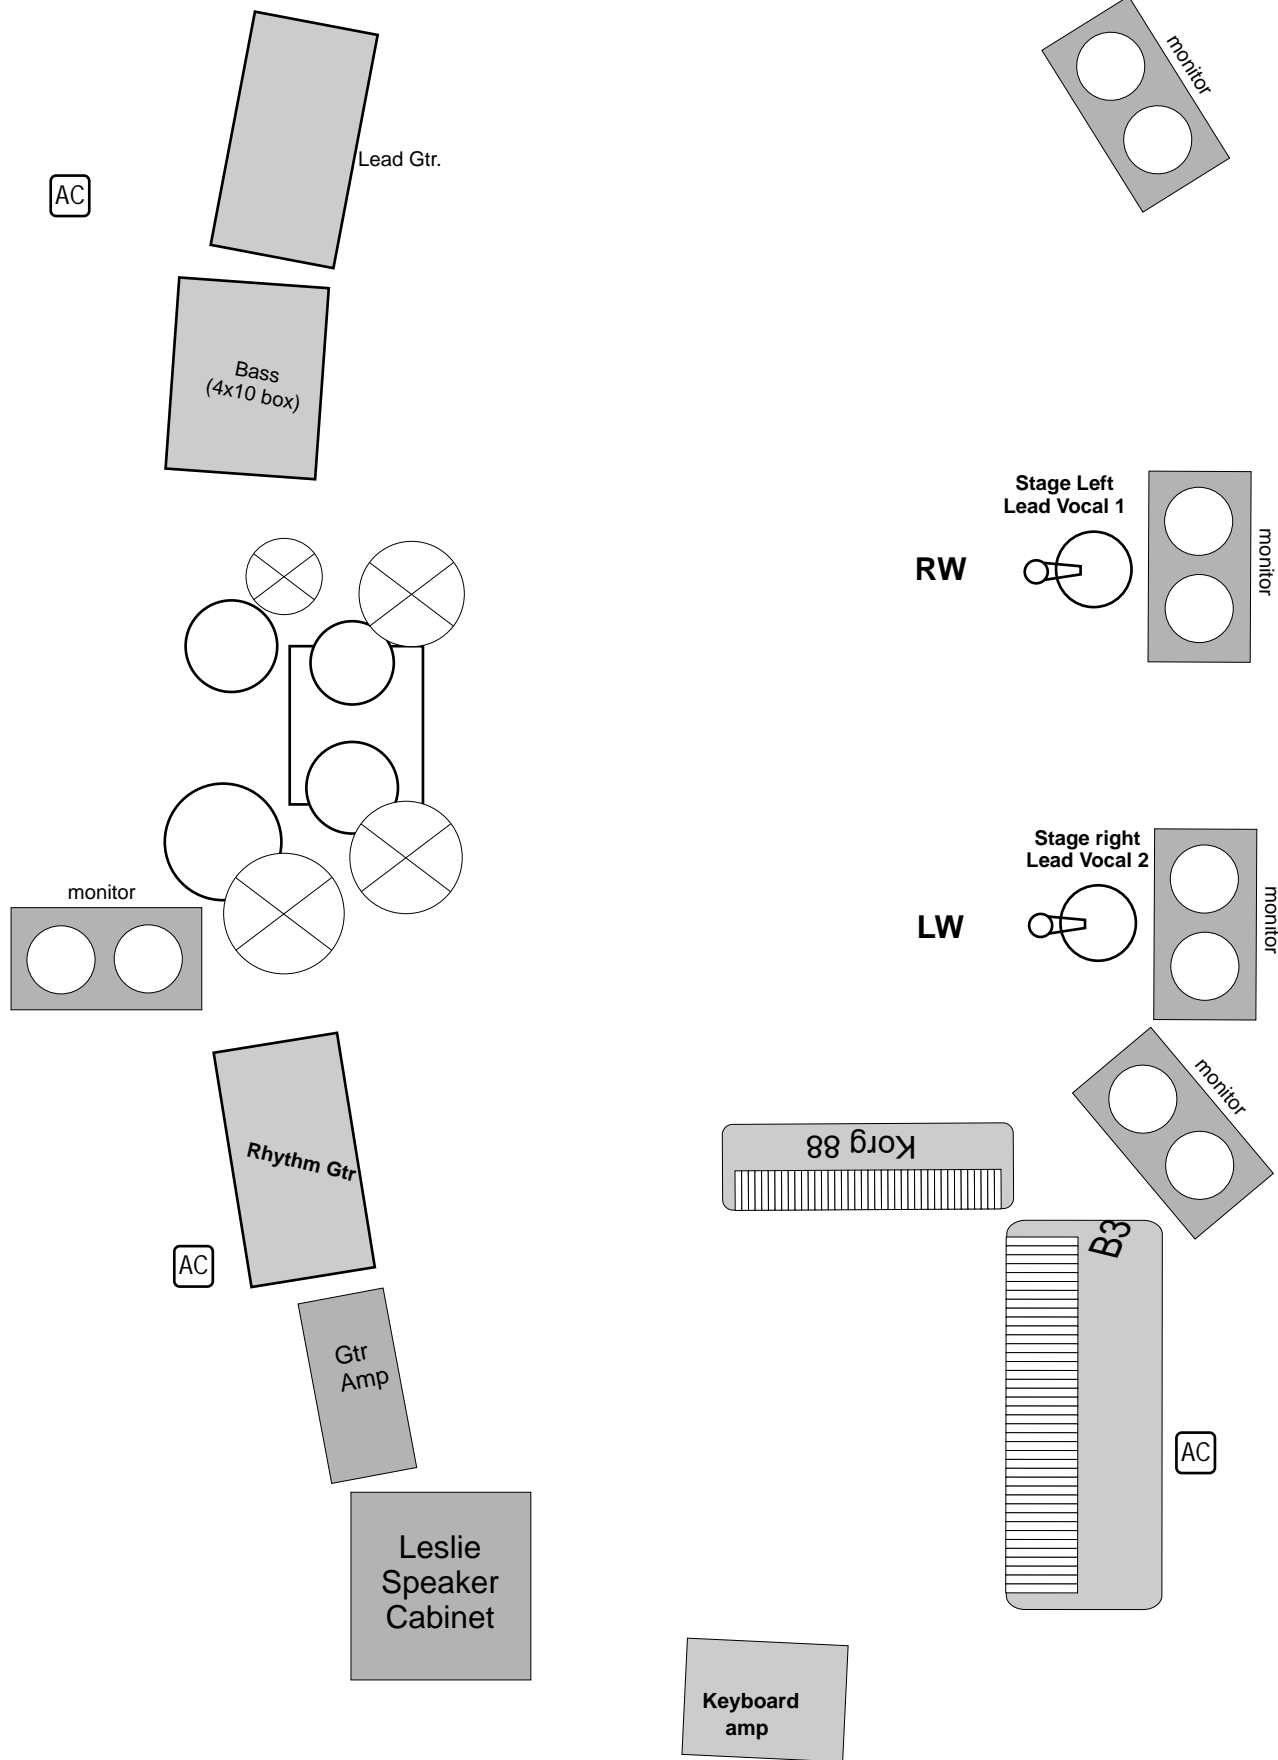 monitor
Lead Gtr.
AC
Bass
(4x10 box)
Stage Left
Lead Vocal 1
RW
monitor
Stage right
Lead Vocal 2
LW
monitor
monitor
monitor
Korg 88
Rhythm Gtr
B3
AC
Gtr
Amp
AC
Leslie
Speaker
Cabinet
Keyboard
amp